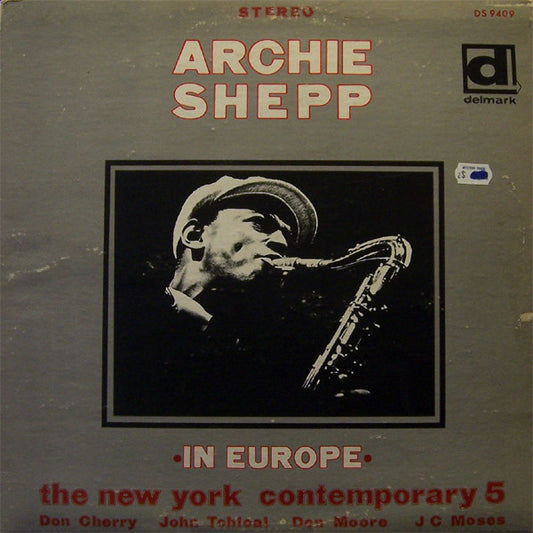 STEREO
DS 9409
ARCHIE
SHEPP
d
delmark
·IN EUROPE·
the new york contemporary 5
Don Cherry John Tchicai Don Moore J C Moses